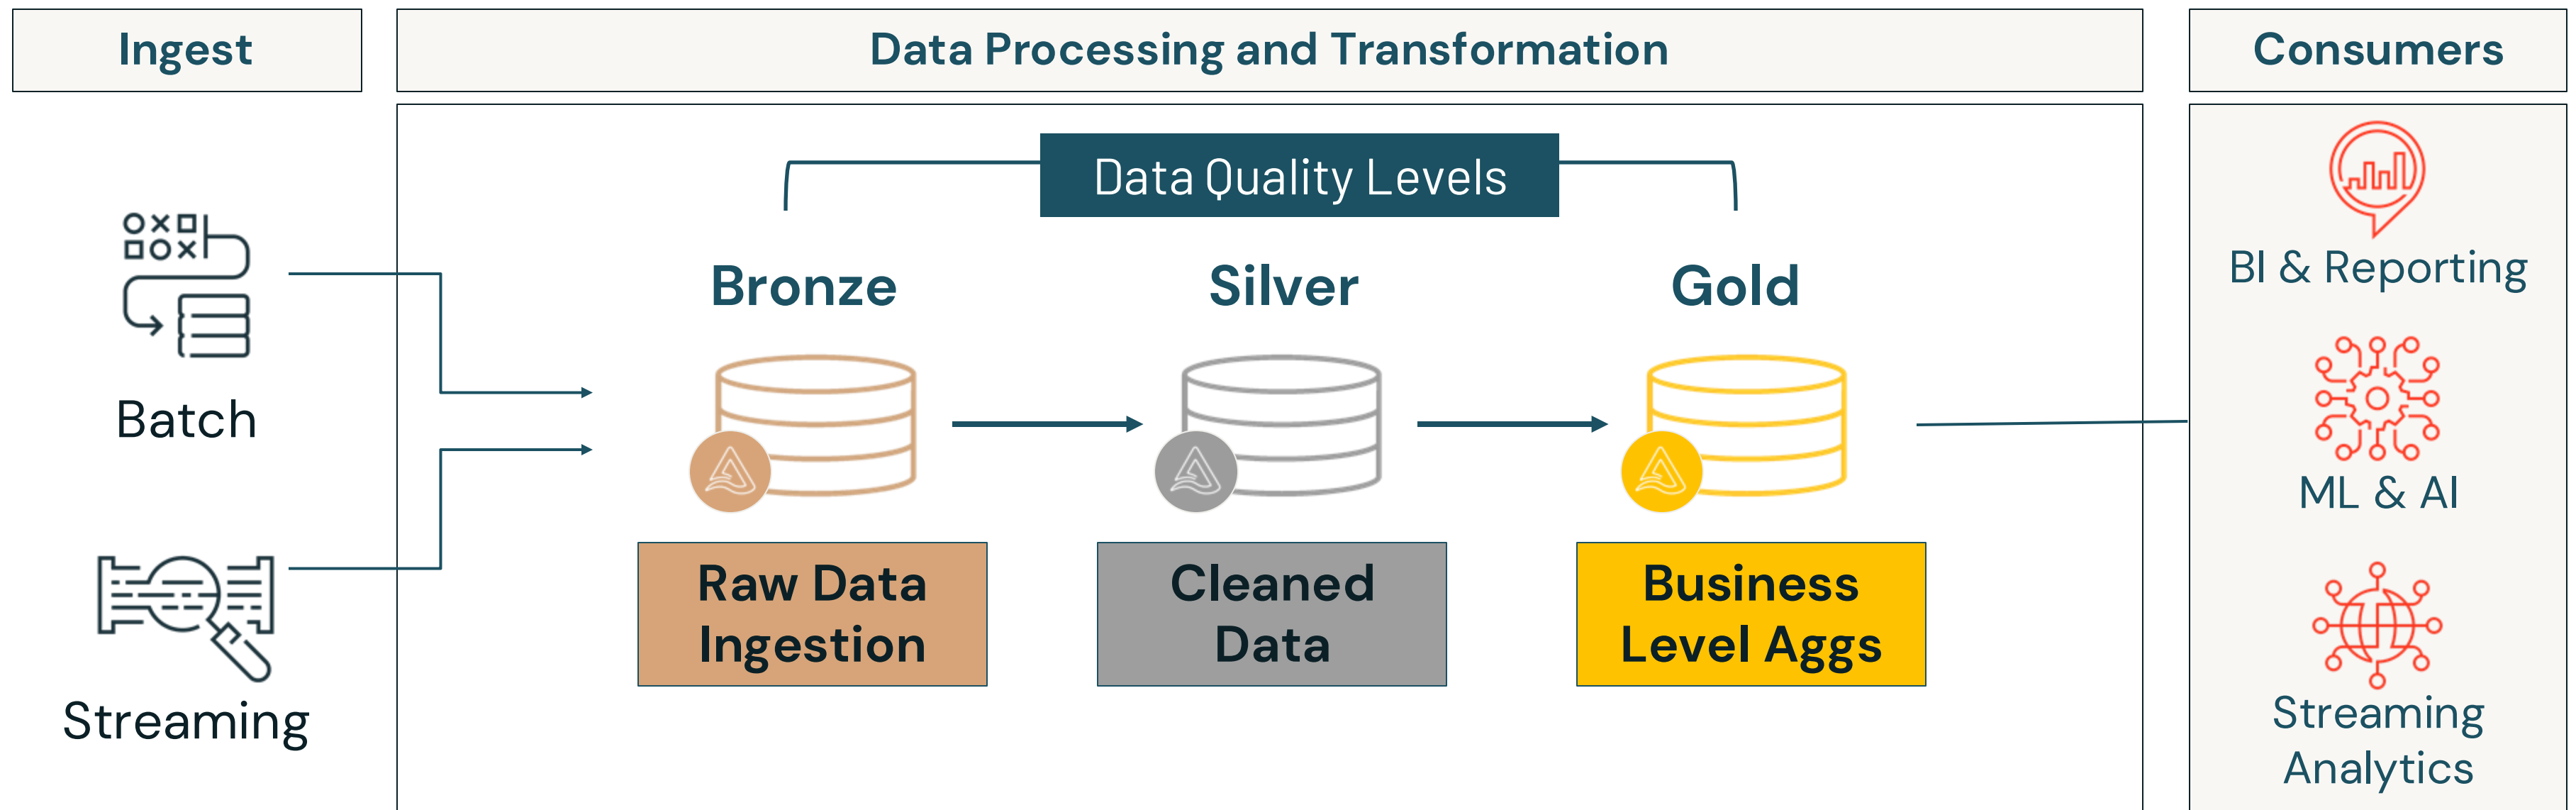 Ingest
Data Processing and Transformation
Consumers
Data Quality Levels
Batch
Streaming
Bronze
Silver
Gold
Raw Data
Ingestion
Cleaned
Data
Business
Level Aggs
BI & Reporting
ML & AI
Streaming
Analytics